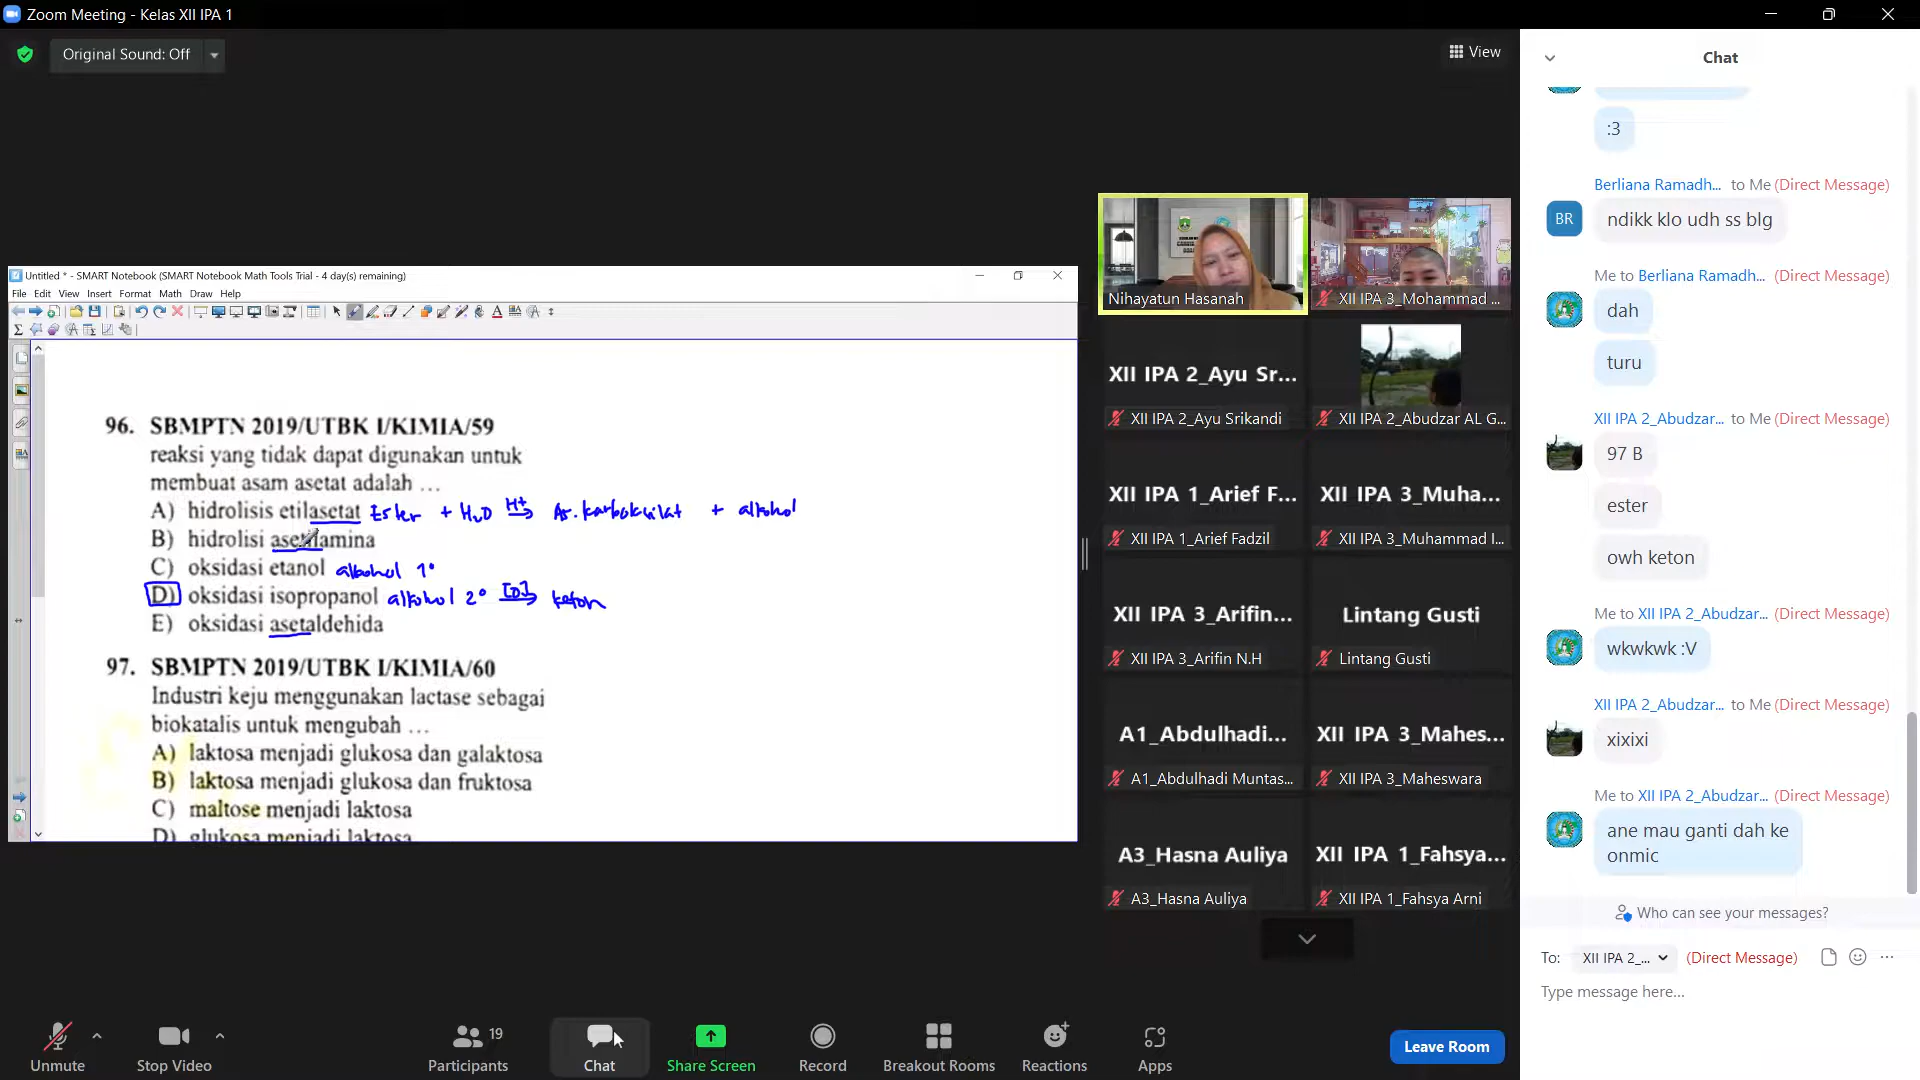 Zoom Meeting - Kelas XII IPA 1
Original Sound: Off
View
Untitled * - SMART Notebook (SMART Notebook Math Tools Trial - 4 day(s) remaining)
File Edit View Insert Format Math Draw Help
96. SBMPTN 2019/UTBK I/KIMIA/59
reaksi yang tidak dapat digunakan untuk
membuat asam asetat adalah ...
A) hidrolisis etilasetat Ester + H2O H+ → As. karboksilat + alkohol
B) hidrolisi asetilamina
C) oksidasi etanol alkohol 1°
D) oksidasi isopropanol alkohol 2° [O] → keton
E) oksidasi asetaldehida
97. SBMPTN 2019/UTBK I/KIMIA/60
Industri keju menggunakan lactase sebagai
biokatalis untuk mengubah ...
A) laktosa menjadi glukosa dan galaktosa
B) laktosa menjadi glukosa dan fruktosa
C) maltose menjadi laktosa
D) glukosa menjadi laktosa
Nihayatun Hasanah
XII IPA 3_Mohammad ...
XII IPA 2_Ayu Sr...
XII IPA 2_Ayu Srikandi
XII IPA 2_Abudzar AL G...
XII IPA 1_Arief F...
XII IPA 1_Arief Fadzil
XII IPA 3_Muha...
XII IPA 3_Muhammad I...
XII IPA 3_Arifin...
XII IPA 3_Arifin N.H
Lintang Gusti
Lintang Gusti
A1_Abdulhadi...
A1_Abdulhadi Muntas...
XII IPA 3_Mahes...
XII IPA 3_Maheswara
A3_Hasna Auliya
A3_Hasna Auliya
XII IPA 1_Fahsya...
XII IPA 1_Fahsya Arni
Chat
:3
Berliana Ramadh... to Me (Direct Message)
BR
ndikk klo udh ss blg
Me to Berliana Ramadh... (Direct Message)
dah
turu
XII IPA 2_Abudzar... to Me (Direct Message)
97 B
ester
owh keton
Me to XII IPA 2_Abudzar... (Direct Message)
wkwkwk :V
XII IPA 2_Abudzar... to Me (Direct Message)
xixixi
Me to XII IPA 2_Abudzar... (Direct Message)
ane mau ganti dah ke
onmic
Who can see your messages?
To: XII IPA 2_... (Direct Message)
Type message here...
Unmute
Stop Video
19
Participants
Chat
Share Screen
Record
Breakout Rooms
Reactions
Apps
Leave Room